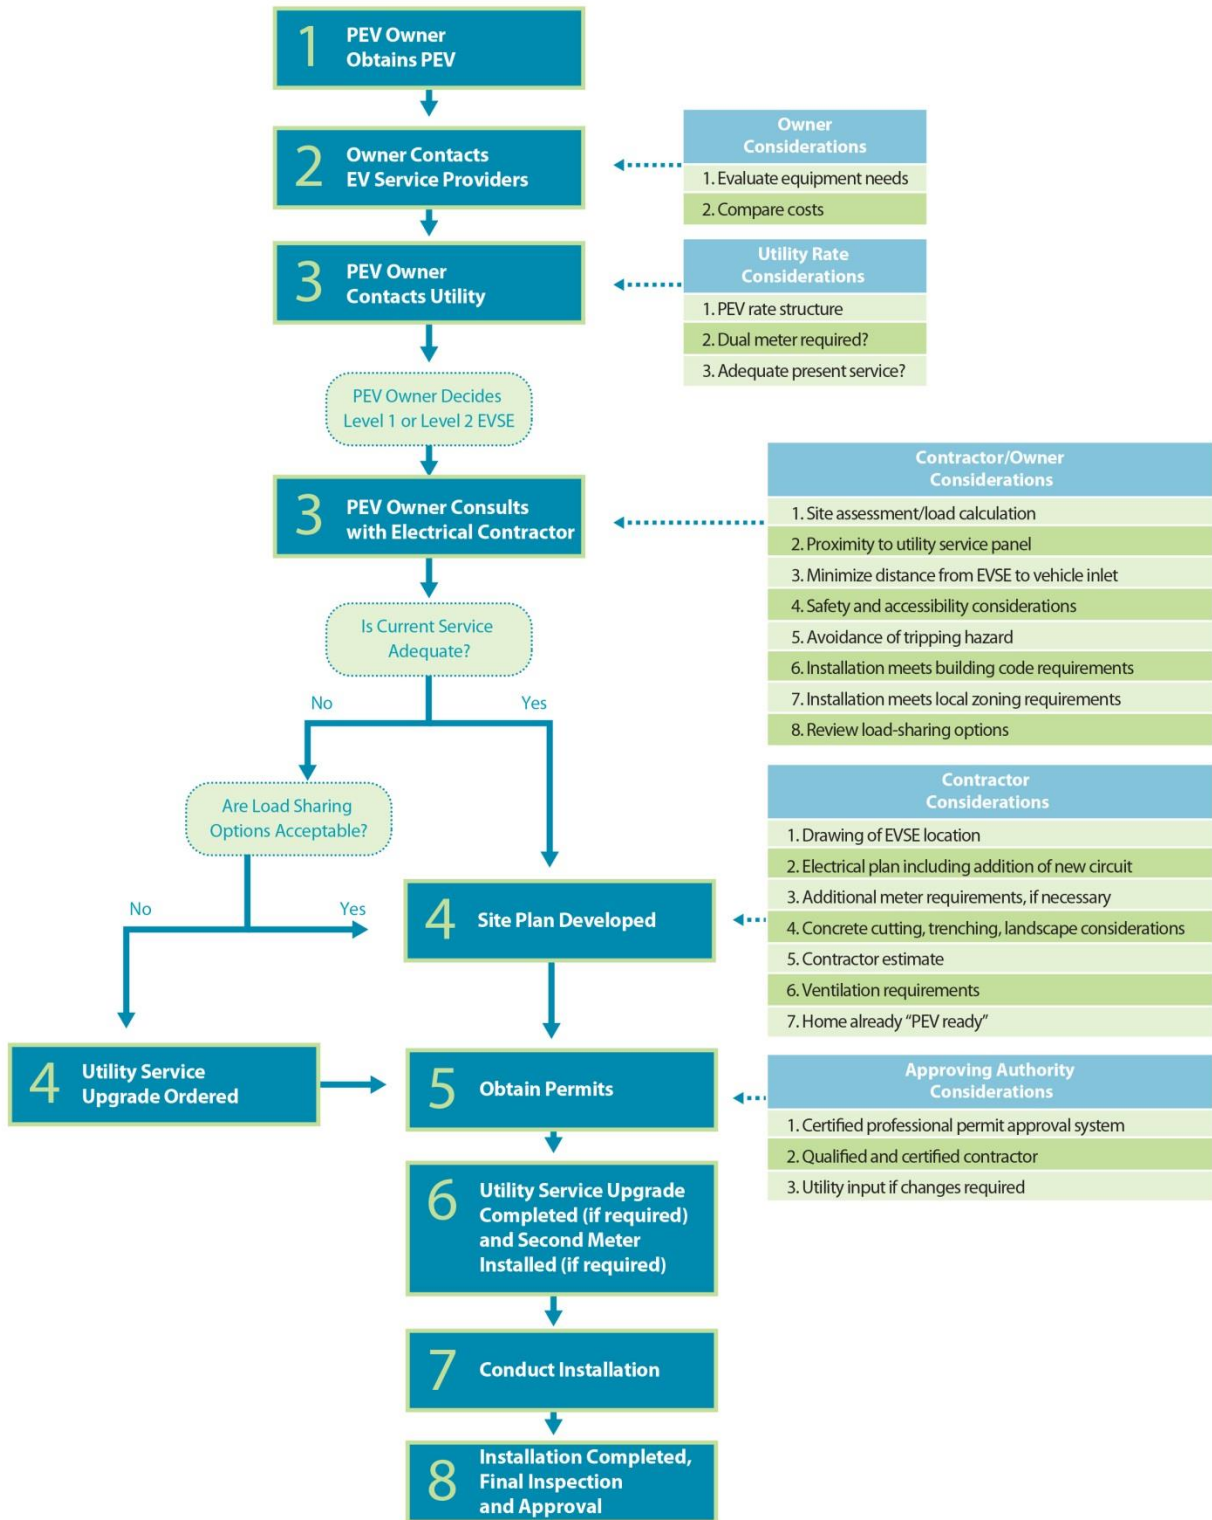 1
PEV Owner
Obtains PEV
2
Owner Contacts
EV Service Providers
Owner
Considerations
1. Evaluate equipment needs
2. Compare costs
3
PEV Owner
Contacts Utility
Utility Rate
Considerations
1. PEV rate structure
2. Dual meter required?
3. Adequate present service?
PEV Owner Decides
Level 1 or Level 2 EVSE
3
PEV Owner Consults
with Electrical Contractor
Contractor/Owner
Considerations
1. Site assessment/load calculation
2. Proximity to utility service panel
3. Minimize distance from EVSE to vehicle inlet
4. Safety and accessibility considerations
5. Avoidance of tripping hazard
6. Installation meets building code requirements
7. Installation meets local zoning requirements
8. Review load-sharing options
Is Current Service
Adequate?
No
Yes
Are Load Sharing
Options Acceptable?
No
Yes
4
Site Plan Developed
Contractor
Considerations
1. Drawing of EVSE location
2. Electrical plan including addition of new circuit
3. Additional meter requirements, if necessary
4. Concrete cutting, trenching, landscape considerations
5. Contractor estimate
6. Ventilation requirements
7. Home already “PEV ready”
4
Utility Service
Upgrade Ordered
5
Obtain Permits
Approving Authority
Considerations
1. Certified professional permit approval system
2. Qualified and certified contractor
3. Utility input if changes required
6
Utility Service Upgrade
Completed (if required)
and Second Meter
Installed (if required)
7
Conduct Installation
8
Installation Completed,
Final Inspection
and Approval